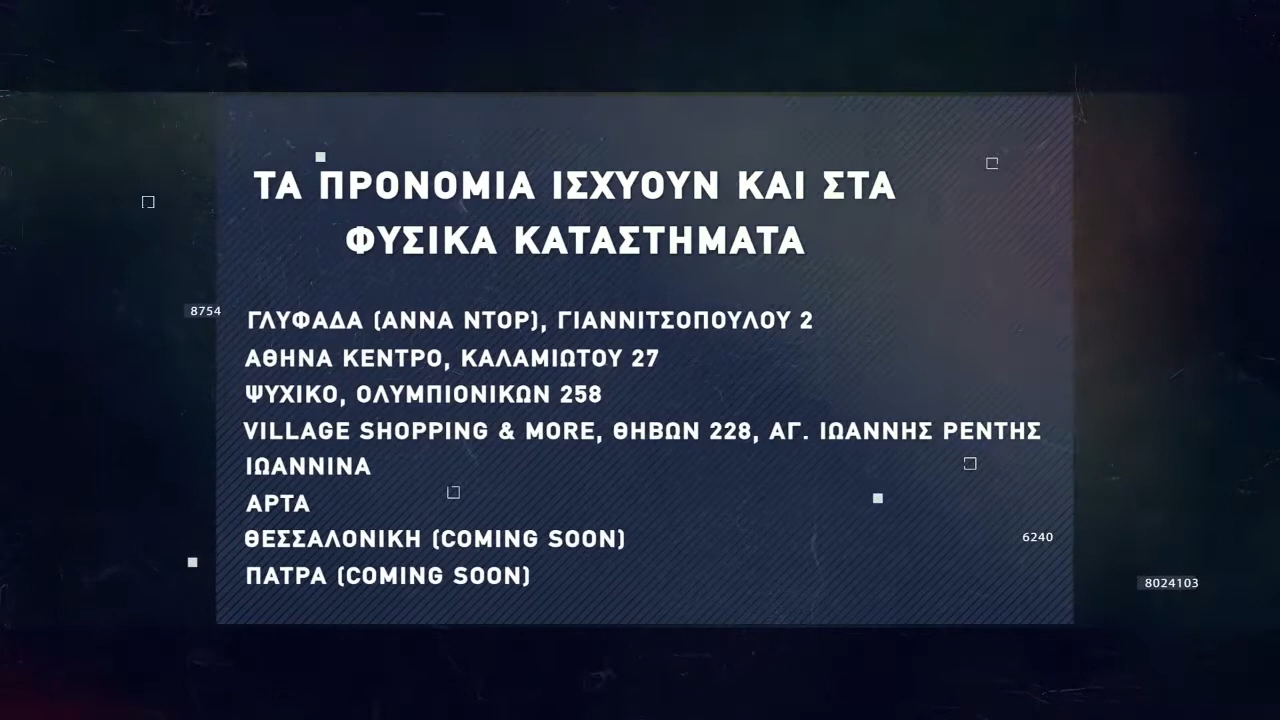 ΤΑ ΠΡΟΝΟΜΙΑ ΙΣΧΥΟΥΝ ΚΑΙ ΣΤΑ
ΦΥΣΙΚΑ ΚΑΤΑΣΤΗΜΑΤΑ
8754
ΓΛΥΦΑΔΑ (ΑΝΝΑ ΝΤΟΡ), ΓΙΑΝΝΙΤΣΟΠΟΥΛΟΥ 2
ΑΘΗΝΑ ΚΕΝΤΡΟ, ΚΑΛΑΜΙΩΤΟΥ 27
ΨΥΧΙΚΟ, ΟΛΥΜΠΙΟΝΙΚΩΝ 258
VILLAGE SHOPPING & MORE, ΘΗΒΩΝ 228, ΑΓ. ΙΩΑΝΝΗΣ ΡΕΝΤΗΣ
ΙΩΑΝΝΙΝΑ
ΑΡΤΑ
ΘΕΣΣΑΛΟΝΙΚΗ (COMING SOON)
6240
ΠΑΤΡΑ (COMING SOON)
8024103